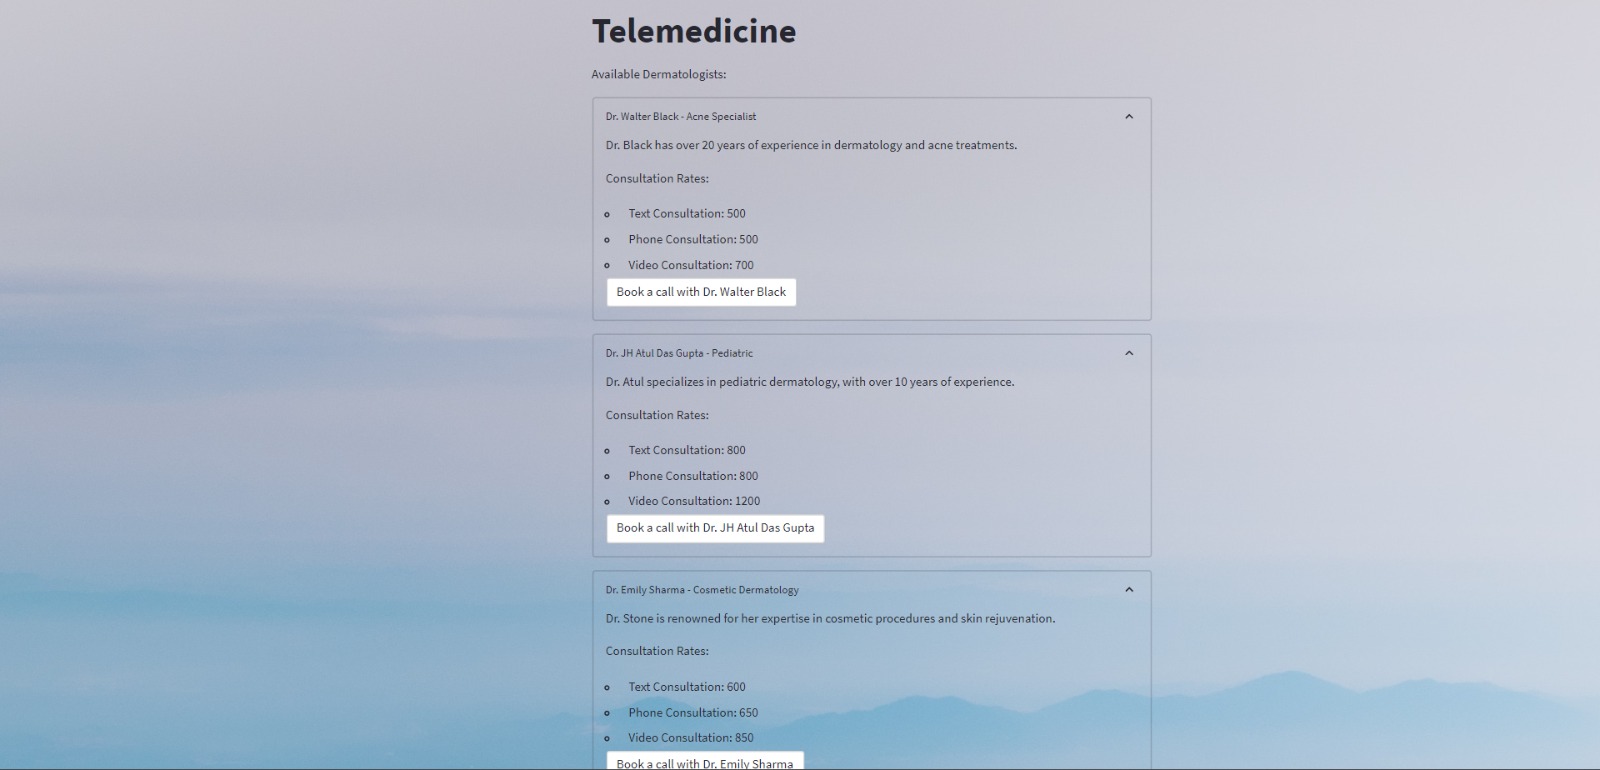 Telemedicine
Available Dermatologists:
Dr. Walter Black - Acne Specialist
Dr. Black has over 20 years of experience in dermatology and acne treatments.
Consultation Rates:
Text Consultation: 500
Phone Consultation: 500
Video Consultation: 700
Book a call with Dr. Walter Black
Dr. JH Atul Das Gupta - Pediatric
Dr. Atul specializes in pediatric dermatology, with over 10 years of experience.
Consultation Rates:
Text Consultation: 800
Phone Consultation: 800
Video Consultation: 1200
Book a call with Dr. JH Atul Das Gupta
Dr. Emily Sharma - Cosmetic Dermatology
Dr. Stone is renowned for her expertise in cosmetic procedures and skin rejuvenation.
Consultation Rates:
Text Consultation: 600
Phone Consultation: 650
Video Consultation: 850
Book a call with Dr. Emily Sharma